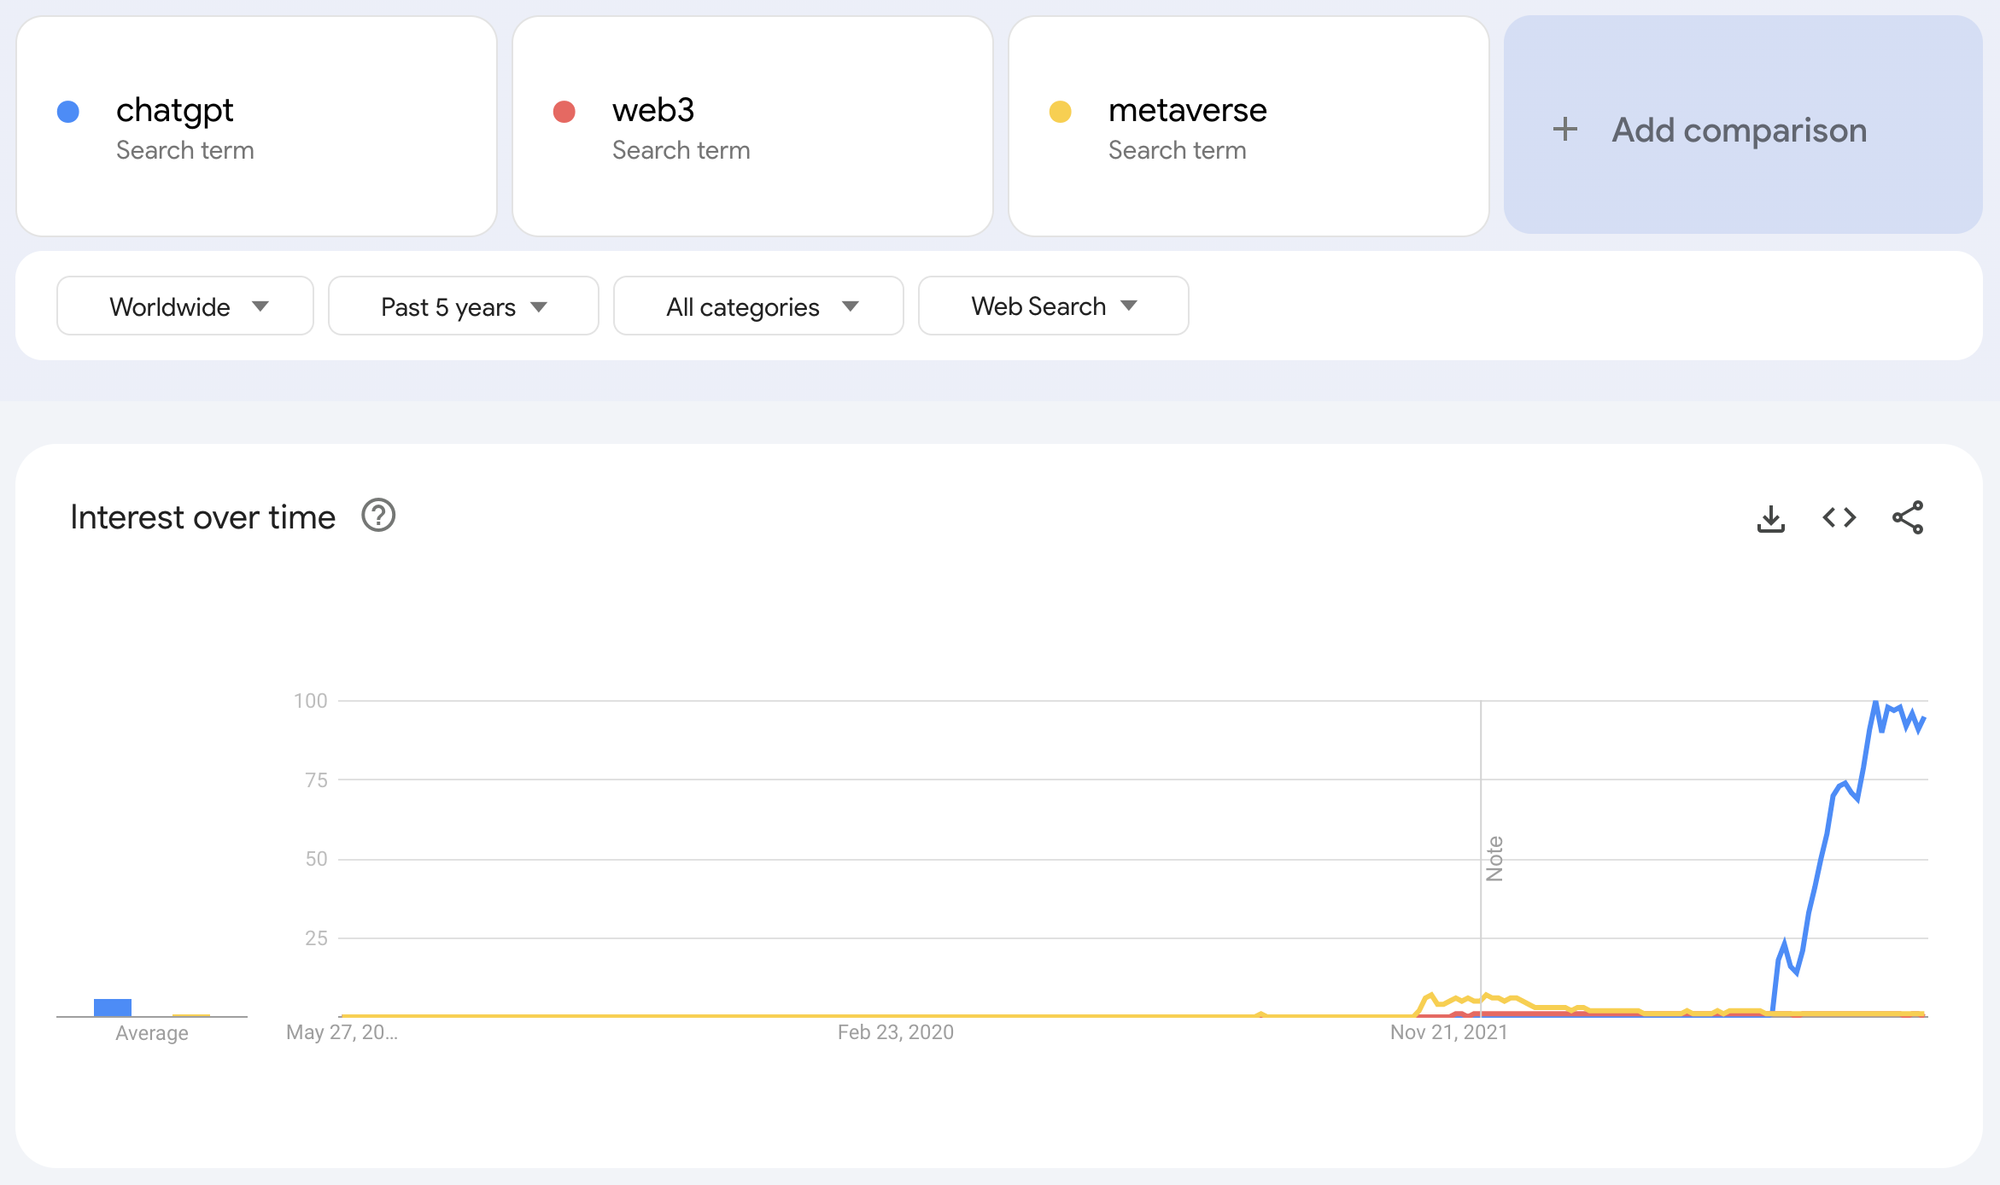 chatgpt
Search term
web3
Search term
metaverse
Search term
+ Add comparison
Worldwide
Past 5 years
All categories
Web Search
Interest over time ?
100
75
50
25
Note
Average
May 27, 20...
Feb 23, 2020
Nov 21, 2021